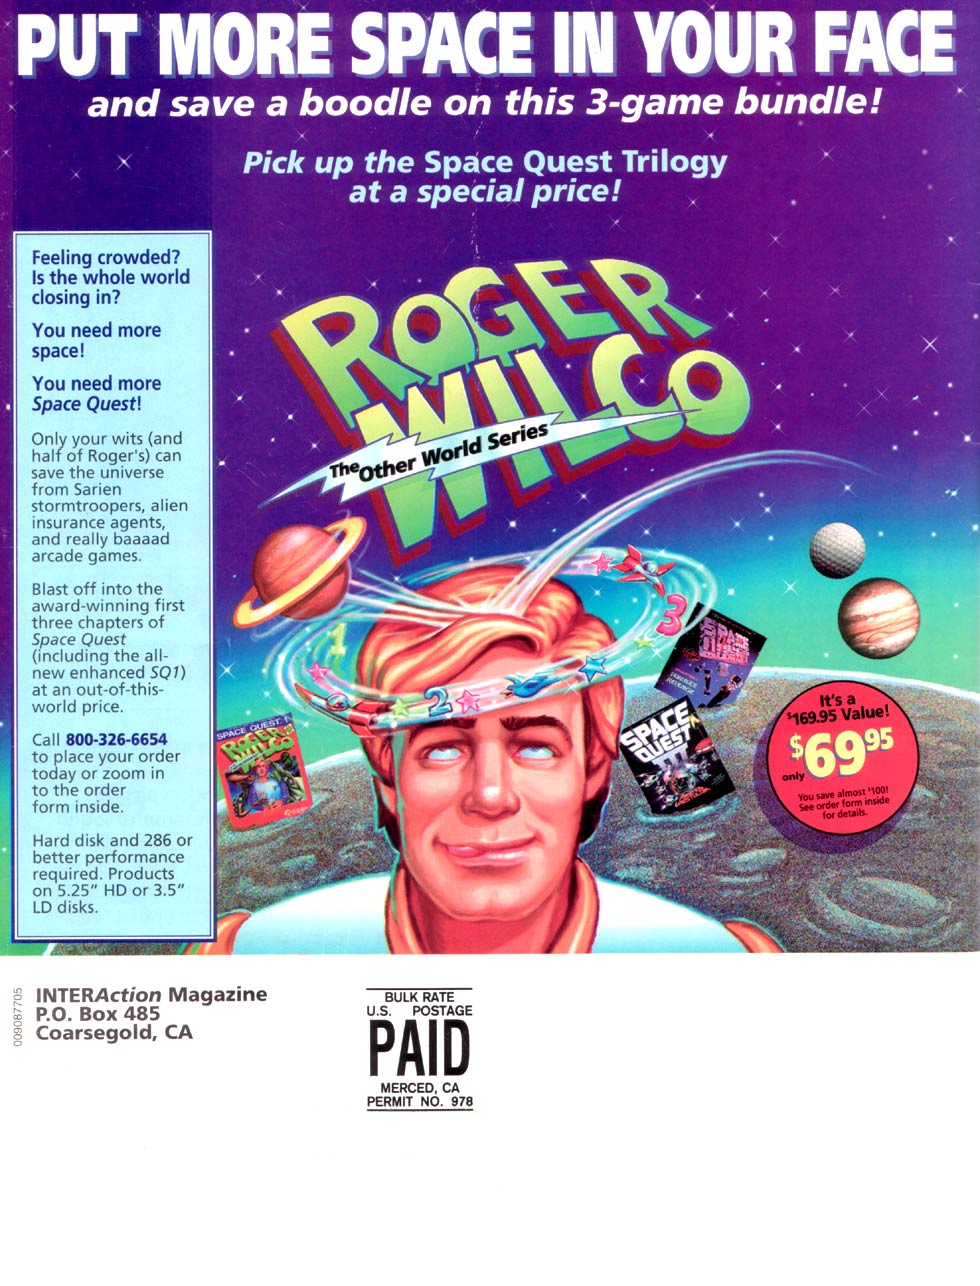 PUT MORE SPACE IN YOUR FACE
and save a boodle on this 3-game bundle!
Pick up the Space Quest Trilogy
at a special price!
Feeling crowded?
Is the whole world
closing in?
You need more
space!
You need more
Space Quest!
Only your wits (and
half of Roger's) can
save the universe
from Sarien
stormtroopers, alien
insurance agents,
and really baaaad
arcade games.
Blast off into the
award-winning first
three chapters of
Space Quest
(including the all-
new enhanced SQ1)
at an out-of-this-
world price.
Call 800-326-6654
to place your order
today or zoom in
to the order
form inside.
Hard disk and 286 or
better performance
required. Products
on 5.25" HD or 3.5"
LD disks.
ROGER
WILCO
The Other World Series
1
2
3
SPACE QUEST I
ROGER
WILCO
SPACE
QUEST
VOHAUL'S
REVENGE
SPACE
QUEST
III
It's a
$169.95 Value!
only $69.95
You save almost $100!
See order form inside
for details.
009087705
INTERAction Magazine
P.O. Box 485
Coarsegold, CA
BULK RATE
U.S. POSTAGE
PAID
MERCED, CA
PERMIT NO. 978